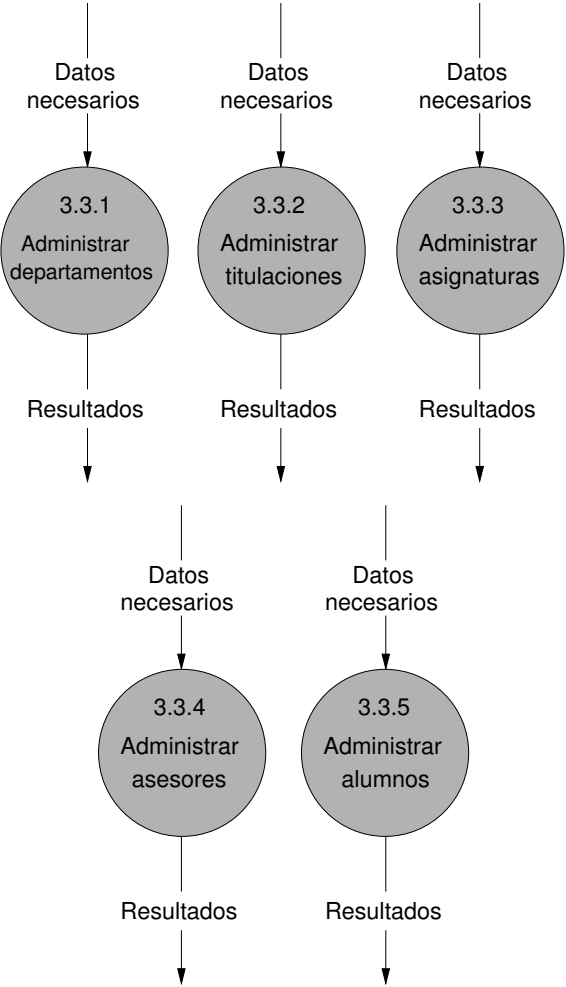 Datos
necesarios
Datos
necesarios
Datos
necesarios
3.3.1
Administrar
departamentos
3.3.2
Administrar
titulaciones
3.3.3
Administrar
asignaturas
Resultados
Resultados
Resultados
Datos
necesarios
Datos
necesarios
3.3.4
Administrar
asesores
3.3.5
Administrar
alumnos
Resultados
Resultados